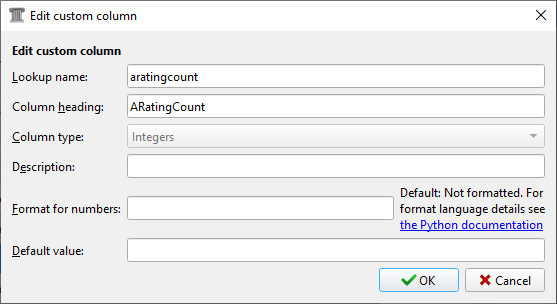 Edit custom column
Edit custom column
Lookup name: aratingcount
Column heading: ARatingCount
Column type: Integers
Description:
Format for numbers:
Default: Not formatted. For
format language details see
the Python documentation
Default value:
OK Cancel